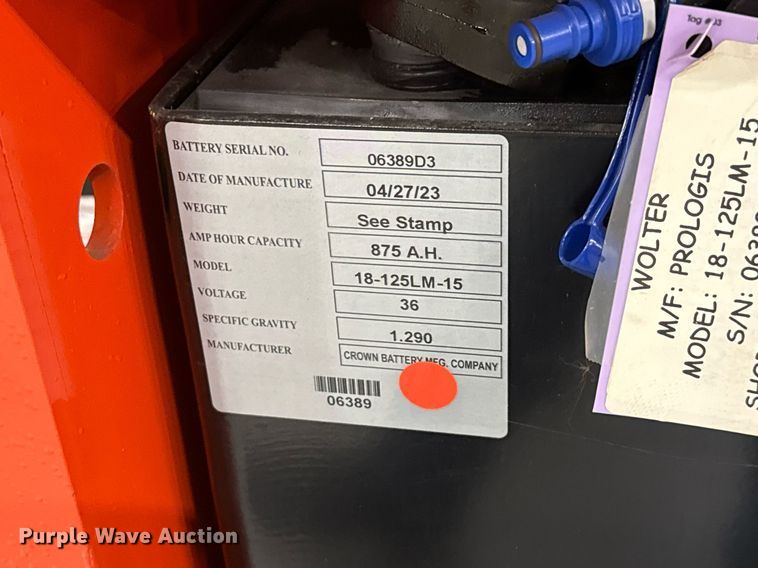 BATTERY SERIAL NO. 06389D3
DATE OF MANUFACTURE 04/27/23
WEIGHT See Stamp
AMP HOUR CAPACITY 875 A.H.
MODEL 18-125LM-15
VOLTAGE 36
SPECIFIC GRAVITY 1.290
MANUFACTURER CROWN BATTERY MFG. COMPANY
06389
Tag #
WOLTER
M/F: PROLOGIS
MODEL: 18-125LM-15
S/N: 06389
Purple Wave Auction